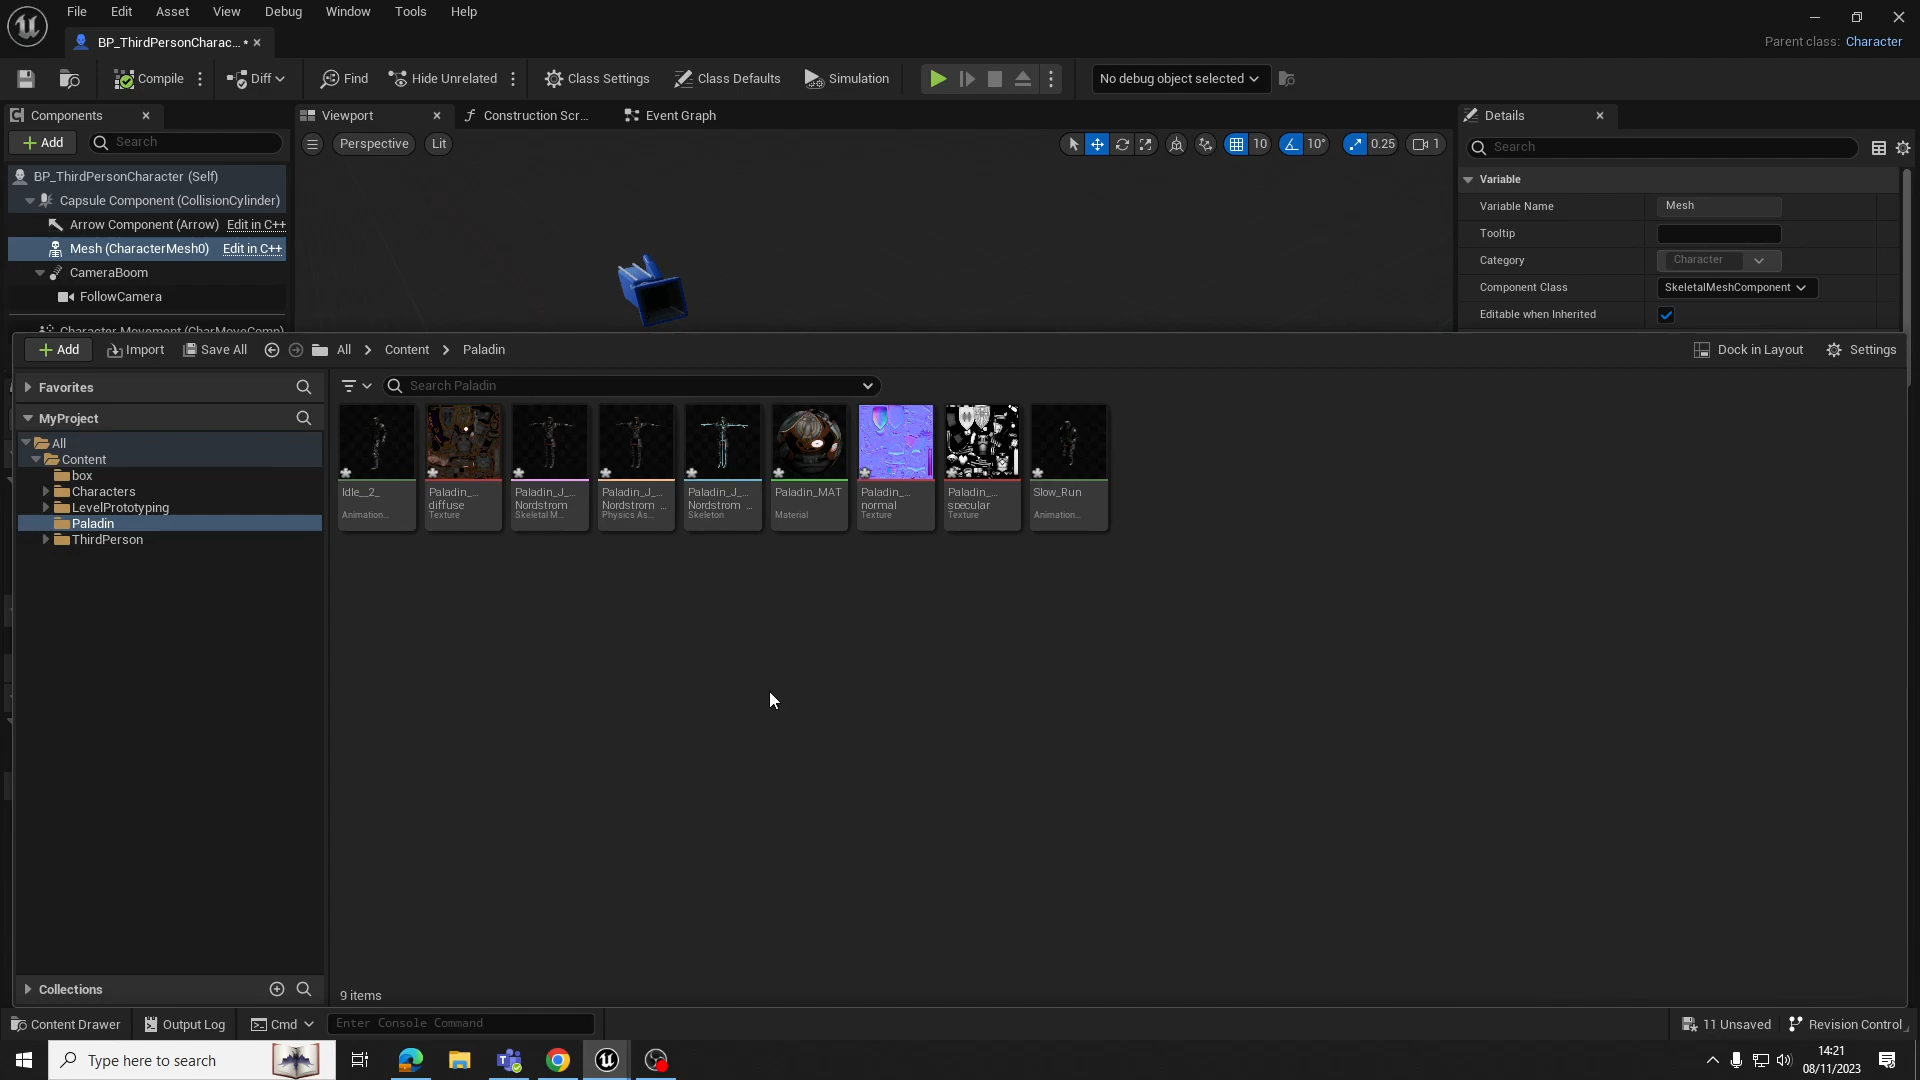 File Edit Asset View Debug Window Tools Help
BP_ThirdPersonCharac... •
Parent class: Character
Compile
Diff
Find
Hide Unrelated
Class Settings
Class Defaults
Simulation
No debug object selected
Components
Viewport
Construction Scr...
Event Graph
Details
Add
Search
Perspective
Lit
10
10°
0.25
1
Search
BP_ThirdPersonCharacter (Self)
Capsule Component (CollisionCylinder)
Arrow Component (Arrow) Edit in C++
Mesh (CharacterMesh0) Edit in C++
CameraBoom
FollowCamera
Character Movement (CharMoveComp)
Variable
Variable Name Mesh
Tooltip
Category Character
Component Class SkeletalMeshComponent
Editable when Inherited
Add
Import
Save All
All > Content > Paladin
Dock in Layout
Settings
Favorites
Search Paladin
MyProject
All
Content
box
Characters
LevelPrototyping
Paladin
ThirdPerson
Idle__2_
Animation...
Paladin_...
diffuse
Texture
Paladin_J_...
Nordstrom
Skeletal M...
Paladin_J_...
Nordstrom_...
Physics As...
Paladin_J_...
Nordstrom_...
Skeleton
Paladin_MAT
Material
Paladin_...
normal
Texture
Paladin_...
specular
Texture
Slow_Run
Animation...
Collections
9 items
Content Drawer
Output Log
Cmd
Enter Console Command
11 Unsaved
Revision Control
Type here to search
14:21
08/11/2023